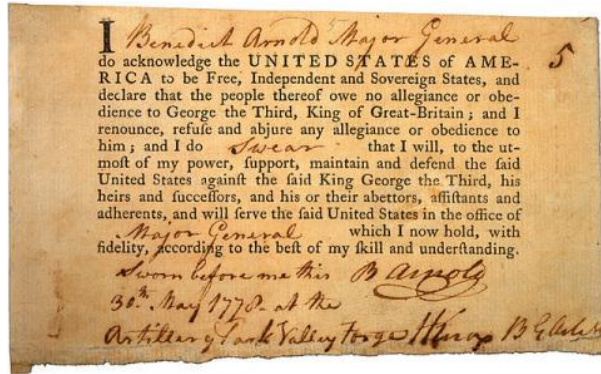 I Benedict Arnold Major General
do acknowledge the UNITED STATES of AME-
RICA to be Free, Independent and Sovereign States, and
declare that the people thereof owe no allegiance or obe-
dience to George the Third, King of Great-Britain; and I
renounce, refuſe and abjure any allegiance or obedience to
him; and I do swear that I will, to the ut-
moſt of my power, ſupport, maintain and defend the ſaid
United States againſt the ſaid King George the Third, his
heirs and ſucceſſors, and his or their abettors, aſſiſtants and
adherents, and will ſerve the ſaid United States in the office of
Major General which I now hold, with
fidelity, according to the beſt of my ſkill and underſtanding.
Sworn before me this B Arnold
30th May 1778 at the
Artillery Park Valley Forge HKnox B G Artil
5